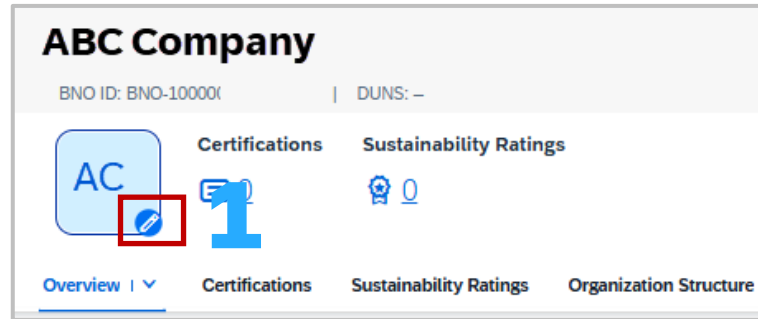 ABC Company
BNO ID: BNO-10000( | DUNS: –
Certifications Sustainability Ratings
AC
0 0
1
Overview Certifications Sustainability Ratings Organization Structure